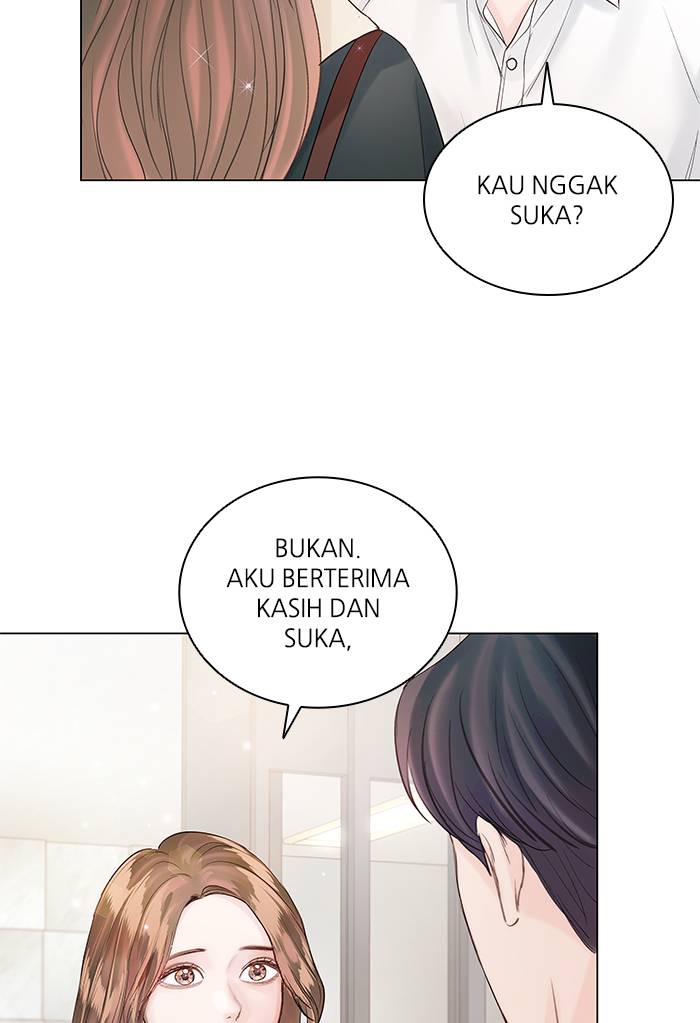 KAU NGGAK
SUKA?
BUKAN.
AKU BERTERIMA
KASIH DAN
SUKA,